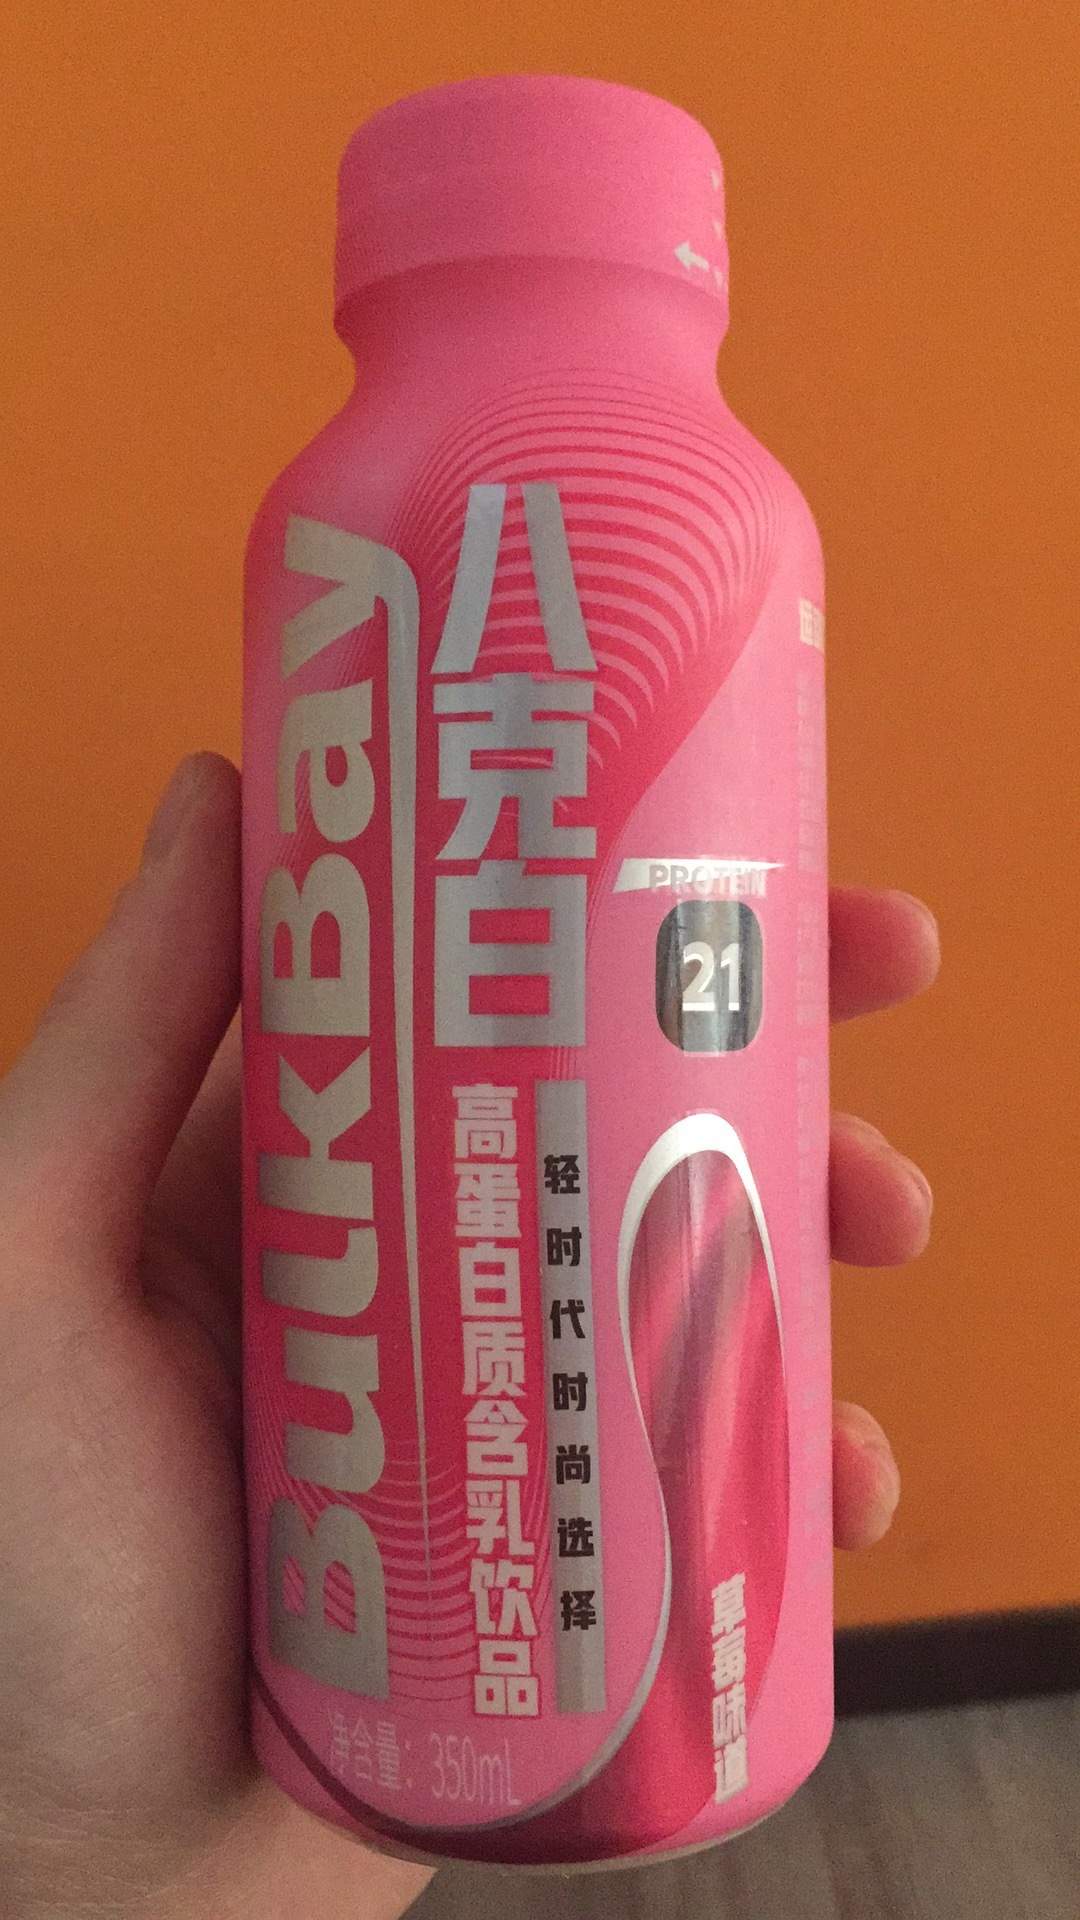 BulkBay
八克白
高蛋白质含乳饮品
轻时代时尚选择
PROTEIN
21
草莓味道
净含量：350mL